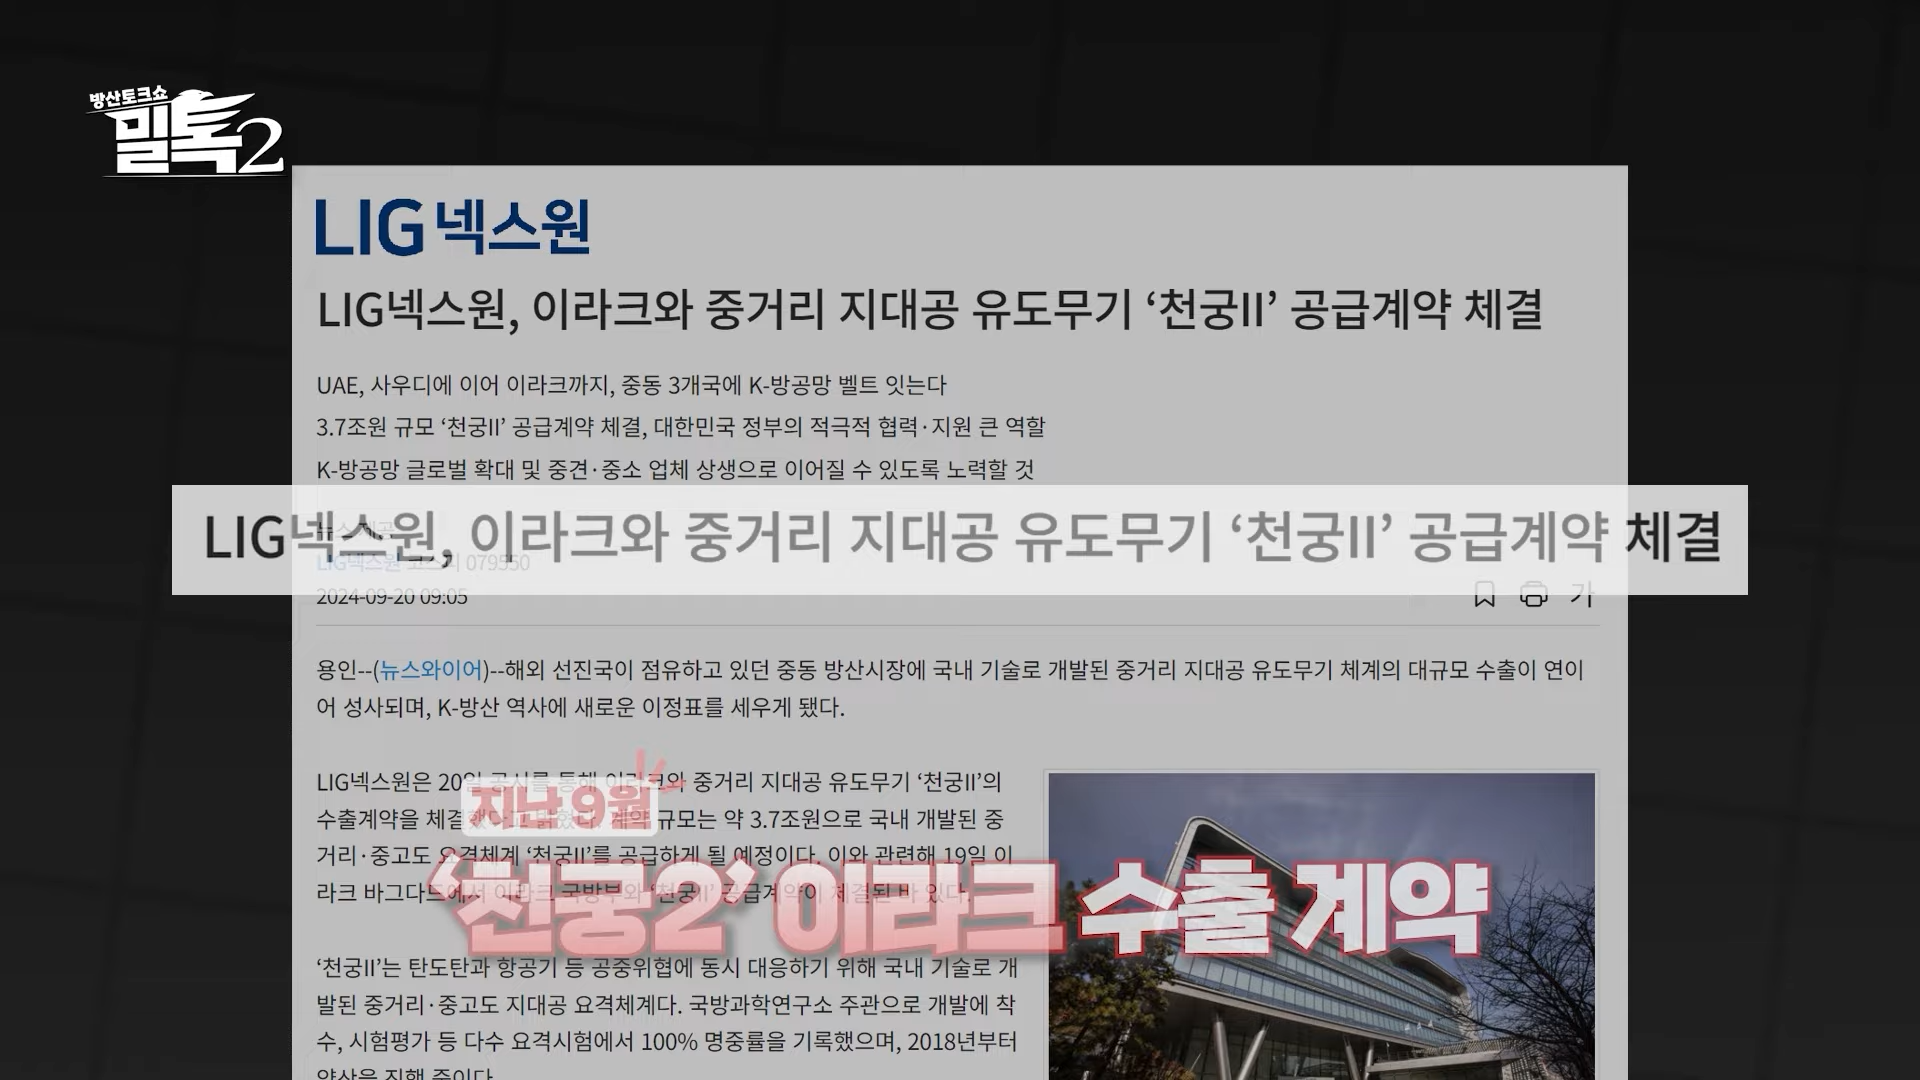 방산토크쇼
밀톡2
LIG넥스원
LIG넥스원, 이라크와 중거리 지대공 유도무기 ‘천궁II’ 공급계약 체결
UAE, 사우디에 이어 이라크까지, 중동 3개국에 K-방공망 벨트 잇는다
3.7조원 규모 ‘천궁II’ 공급계약 체결, 대한민국 정부의 적극적 협력·지원 큰 역할
K-방공망 글로벌 확대 및 중견·중소 업체 상생으로 이어질 수 있도록 노력할 것
뉴스 제공
LIG넥스원, 이라크와 중거리 지대공 유도무기 ‘천궁II’ 공급계약 체결
LIG넥스원 코스피 079550
2024-09-20 09:05
가
용인--(뉴스와이어)--해외 선진국이 점유하고 있던 중동 방산시장에 국내 기술로 개발된 중거리 지대공 유도무기 체계의 대규모 수출이 연이
어 성사되며, K-방산 역사에 새로운 이정표를 세우게 됐다.
LIG넥스원은 20일 공시를 통해 이라크와 중거리 지대공 유도무기 ‘천궁II’의
수출계약을 체결했다고 밝혔다. 계약 규모는 약 3.7조원으로 국내 개발된 중
거리·중고도 요격체계 ‘천궁II’를 공급하게 될 예정이다. 이와 관련해 19일 이
라크 바그다드에서 이라크 국방부와 ‘천궁II’ 공급계약이 체결된 바 있다.
지난 9월
‘천궁2’ 이라크 수출 계약
‘천궁II’는 탄도탄과 항공기 등 공중위협에 동시 대응하기 위해 국내 기술로 개
발된 중거리·중고도 지대공 요격체계다. 국방과학연구소 주관으로 개발에 착
수, 시험평가 등 다수 요격시험에서 100% 명중률을 기록했으며, 2018년부터
양산을 진행 중이다